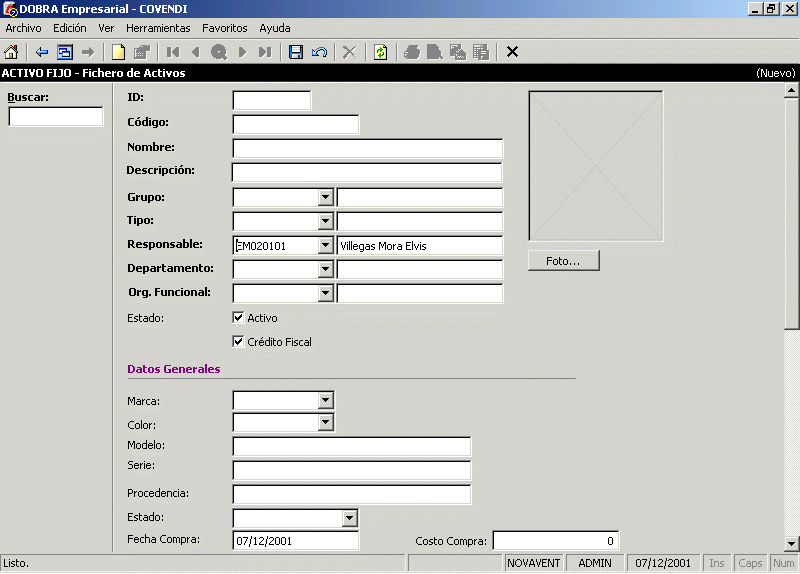 DOBRA Empresarial - COVENDI
Archivo Edición Ver Herramientas Favoritos Ayuda
ACTIVO FIJO - Fichero de Activos (Nuevo)
Buscar:
ID:
Código:
Nombre:
Descripción:
Grupo:
Tipo:
Responsable: EM020101 Villegas Mora Elvis
Departamento:
Org. Funcional:
Foto...
Estado: Activo
Crédito Fiscal
Datos Generales
Marca:
Color:
Modelo:
Serie:
Procedencia:
Estado:
Fecha Compra: 07/12/2001 Costo Compra: 0
Listo. NOVAVENT ADMIN 07/12/2001 Ins Caps Num